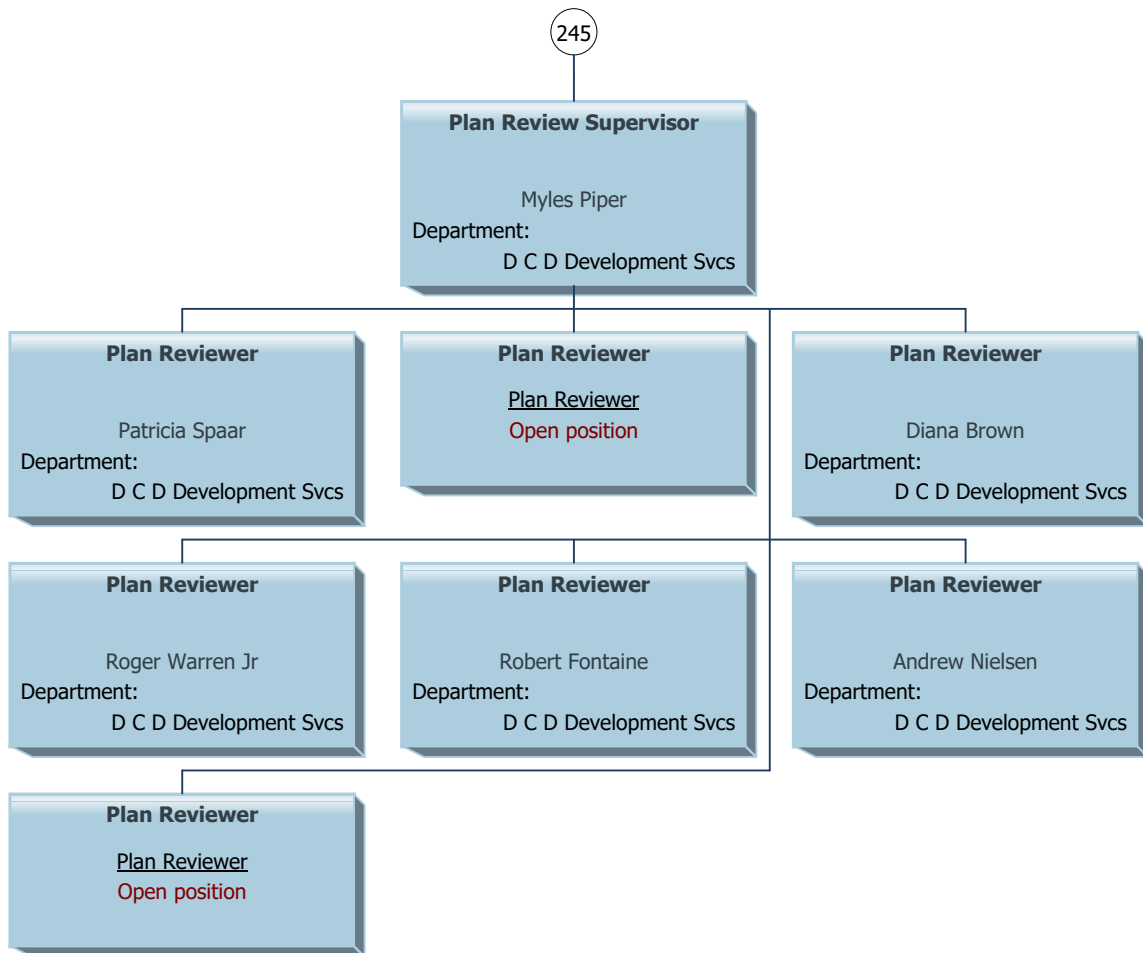 245
Plan Review Supervisor
Myles Piper
Department:
D C D Development Svcs
Plan Reviewer
Patricia Spaar
Department:
D C D Development Svcs
Plan Reviewer
Plan Reviewer
Open position
Plan Reviewer
Diana Brown
Department:
D C D Development Svcs
Plan Reviewer
Roger Warren Jr
Department:
D C D Development Svcs
Plan Reviewer
Robert Fontaine
Department:
D C D Development Svcs
Plan Reviewer
Andrew Nielsen
Department:
D C D Development Svcs
Plan Reviewer
Plan Reviewer
Open position